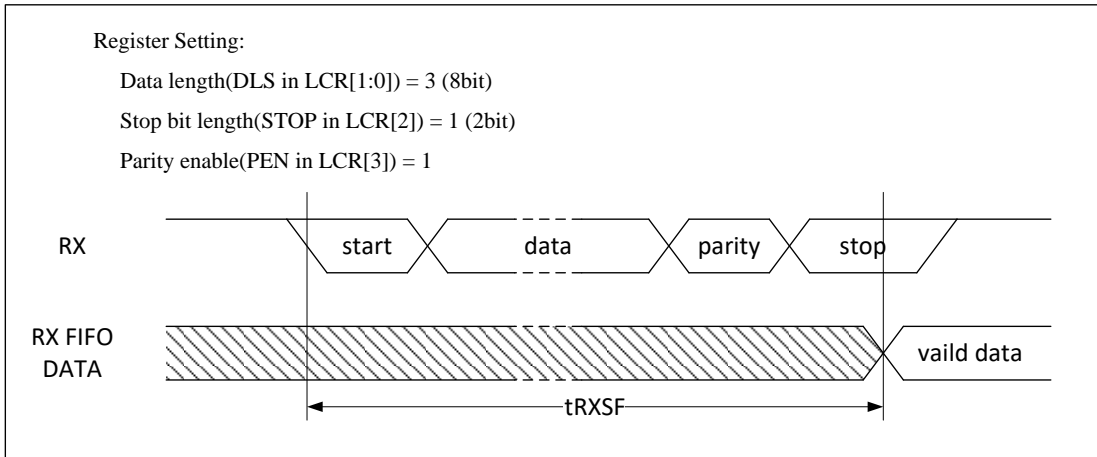 Register Setting:
Data length(DLS in LCR[1:0]) = 3 (8bit)
Stop bit length(STOP in LCR[2]) = 1 (2bit)
Parity enable(PEN in LCR[3]) = 1
RX
start
data
parity
stop
RX FIFO
DATA
vaild data
tRXSF